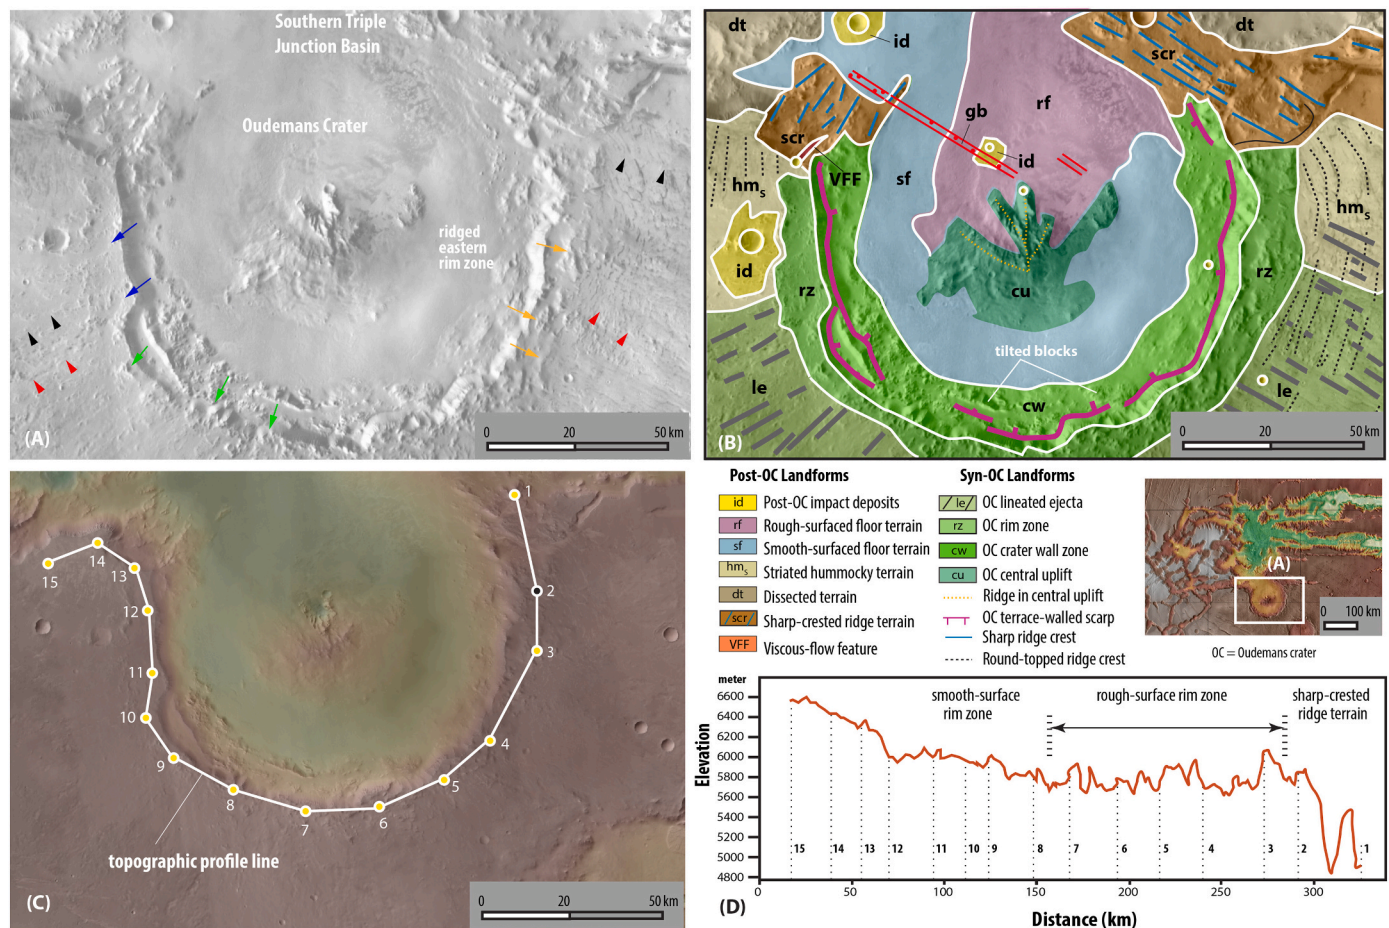 Southern Triple
Junction Basin
Oudemans Crater
ridged
eastern
rim zone
(A)
0 20 50 km
dt
id
scr
dt
rf
gb
scr
id
VFF
sf
hms
hms
id
rz
cu
rz
tilted blocks
le
le
cw
(B)
0 20 50 km
1
2
3
4
5
6
7
8
9
10
11
12
13
14
15
topographic profile line
(C)
0 20 50 km
Post-OC Landforms
id Post-OC impact deposits
rf Rough-surfaced floor terrain
sf Smooth-surfaced floor terrain
hms Striated hummocky terrain
dt Dissected terrain
scr Sharp-crested ridge terrain
VFF Viscous-flow feature
Syn-OC Landforms
le OC lineated ejecta
rz OC rim zone
cw OC crater wall zone
cu OC central uplift
Ridge in central uplift
OC terrace-walled scarp
Sharp ridge crest
Round-topped ridge crest
(A)
0 100 km
OC = Oudemans crater
meter
6600
6400
6200
6000
5800
5600
5400
5200
5000
4800
Elevation
smooth-surface
rim zone
rough-surface rim zone
sharp-crested
ridge terrain
15 14 13 12 11 10 9 8 7 6 5 4 3 2 1
0 50 100 150 200 250 300
(D)
Distance (km)